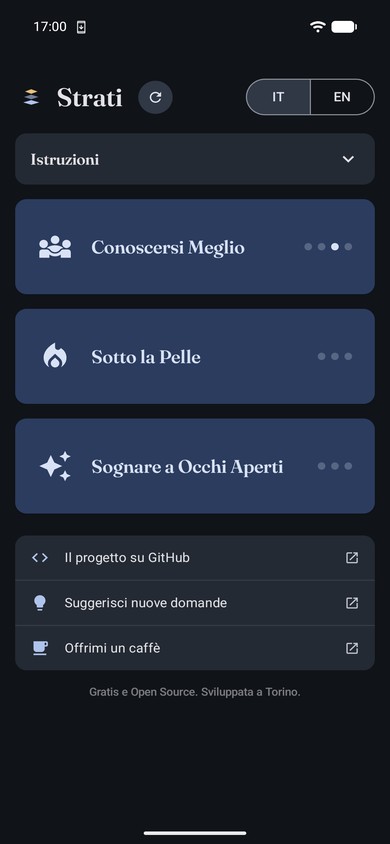 17:00
Strati
IT
EN
Istruzioni
Conoscersi Meglio
Sotto la Pelle
Sognare a Occhi Aperti
Il progetto su GitHub
Suggerisci nuove domande
Offrimi un caffè
Gratis e Open Source. Sviluppata a Torino.